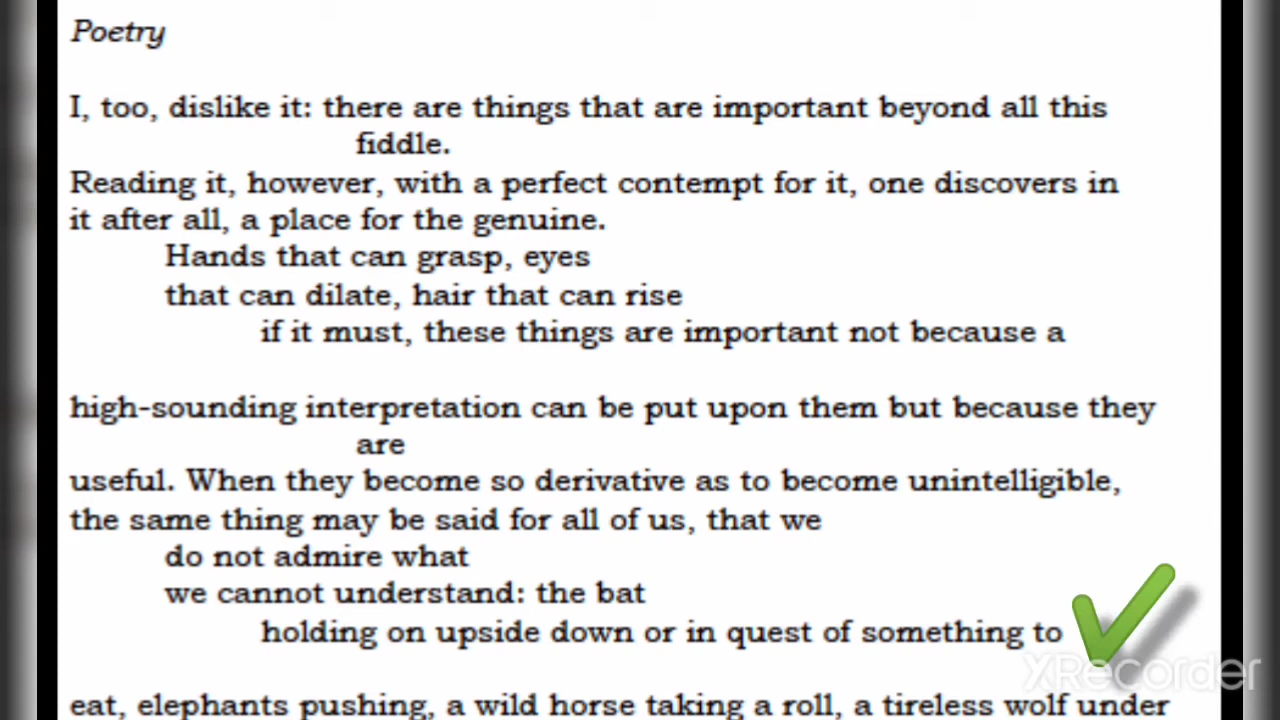 Poetry
I, too, dislike it: there are things that are important beyond all this
fiddle.
Reading it, however, with a perfect contempt for it, one discovers in
it after all, a place for the genuine.
Hands that can grasp, eyes
that can dilate, hair that can rise
if it must, these things are important not because a
high-sounding interpretation can be put upon them but because they
are
useful. When they become so derivative as to become unintelligible,
the same thing may be said for all of us, that we
do not admire what
we cannot understand: the bat
holding on upside down or in quest of something to
XRecorder
eat, elephants pushing, a wild horse taking a roll, a tireless wolf under